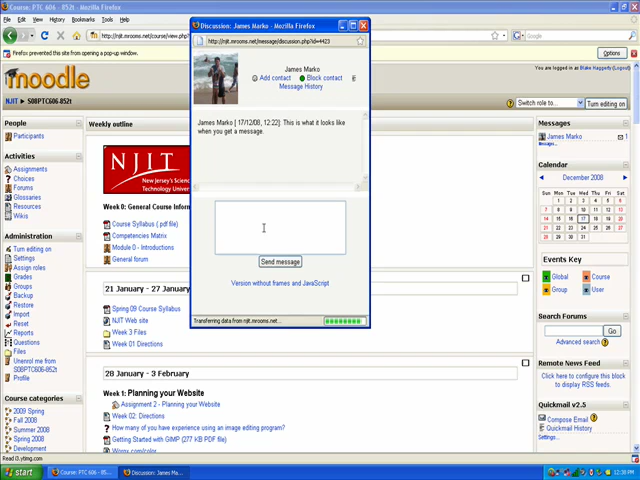 Course: PTC 606 - 852t - Mozilla Firefox
Edit View History Bookmarks Tools Help
http://njit.mrooms.net/course/view.php?
Google
Firefox prevented this site from opening a pop-up window.
Options
moodle
You are logged in as Blake Haggerty (Logout)
NJIT ► S08PTC606-852t
Switch role to...
Turn editing on
People
Participants
Activities
Assignments
Choices
Forums
Glossaries
Resources
Wikis
Administration
Turn editing on
Settings
Assign roles
Grades
Groups
Backup
Restore
Import
Reset
Reports
Questions
Files
Unenrol me from
S08PTC606-852t
Profile
Course categories
2009 Spring
Fall 2008
Summer 2008
Spring 2008
Development
Weekly outline
NJIT
New Jersey's Science
Technology University
Week 0: General Course Inform
Course Syllabus (.pdf file)
Competencies Matrix
Module 0 - Introductions
General forum
21 January - 27 January
Spring 09 Course Syllabus
NJIT Web site
Week 3 Files
Week 01 Directions
28 January - 3 February
Week 1: Planning your Website
Assignment 2 - Planning your Website
Week 02: Directions
How many of you have experience using an image editing program?
Getting Started with GIMP (277 KB PDF file)
Discussion: James Marko - Mozilla Firefox
http://njit.mrooms.net/message/discussion.php?id=4423
James Marko
Add contact
Block contact
Message History
James Marko [ 17/12/08, 12:22]: This is what it looks like
when you get a message.
Send message
Version without frames and JavaScript
Transferring data from njit.mrooms.net...
Messages
James Marko
1
Messages...
Calendar
December 2008
Sun Mon Tue Wed Thu Fri Sat
1 2 3 4 5 6
7 8 9 10 11 12 13
14 15 16 17 18 19 20
21 22 23 24 25 26 27
28 29 30 31
Events Key
Global
Course
Group
User
Search Forums
Go
Advanced search
Remote News Feed
Click here to configure this block
to display RSS feeds.
Quickmail v2.5
Compose Email
Quickmail History
Settings...
Read i3.ytimg.com
start
Course: PTC 606 - 85...
Discussion: James Ma...
12:38 PM